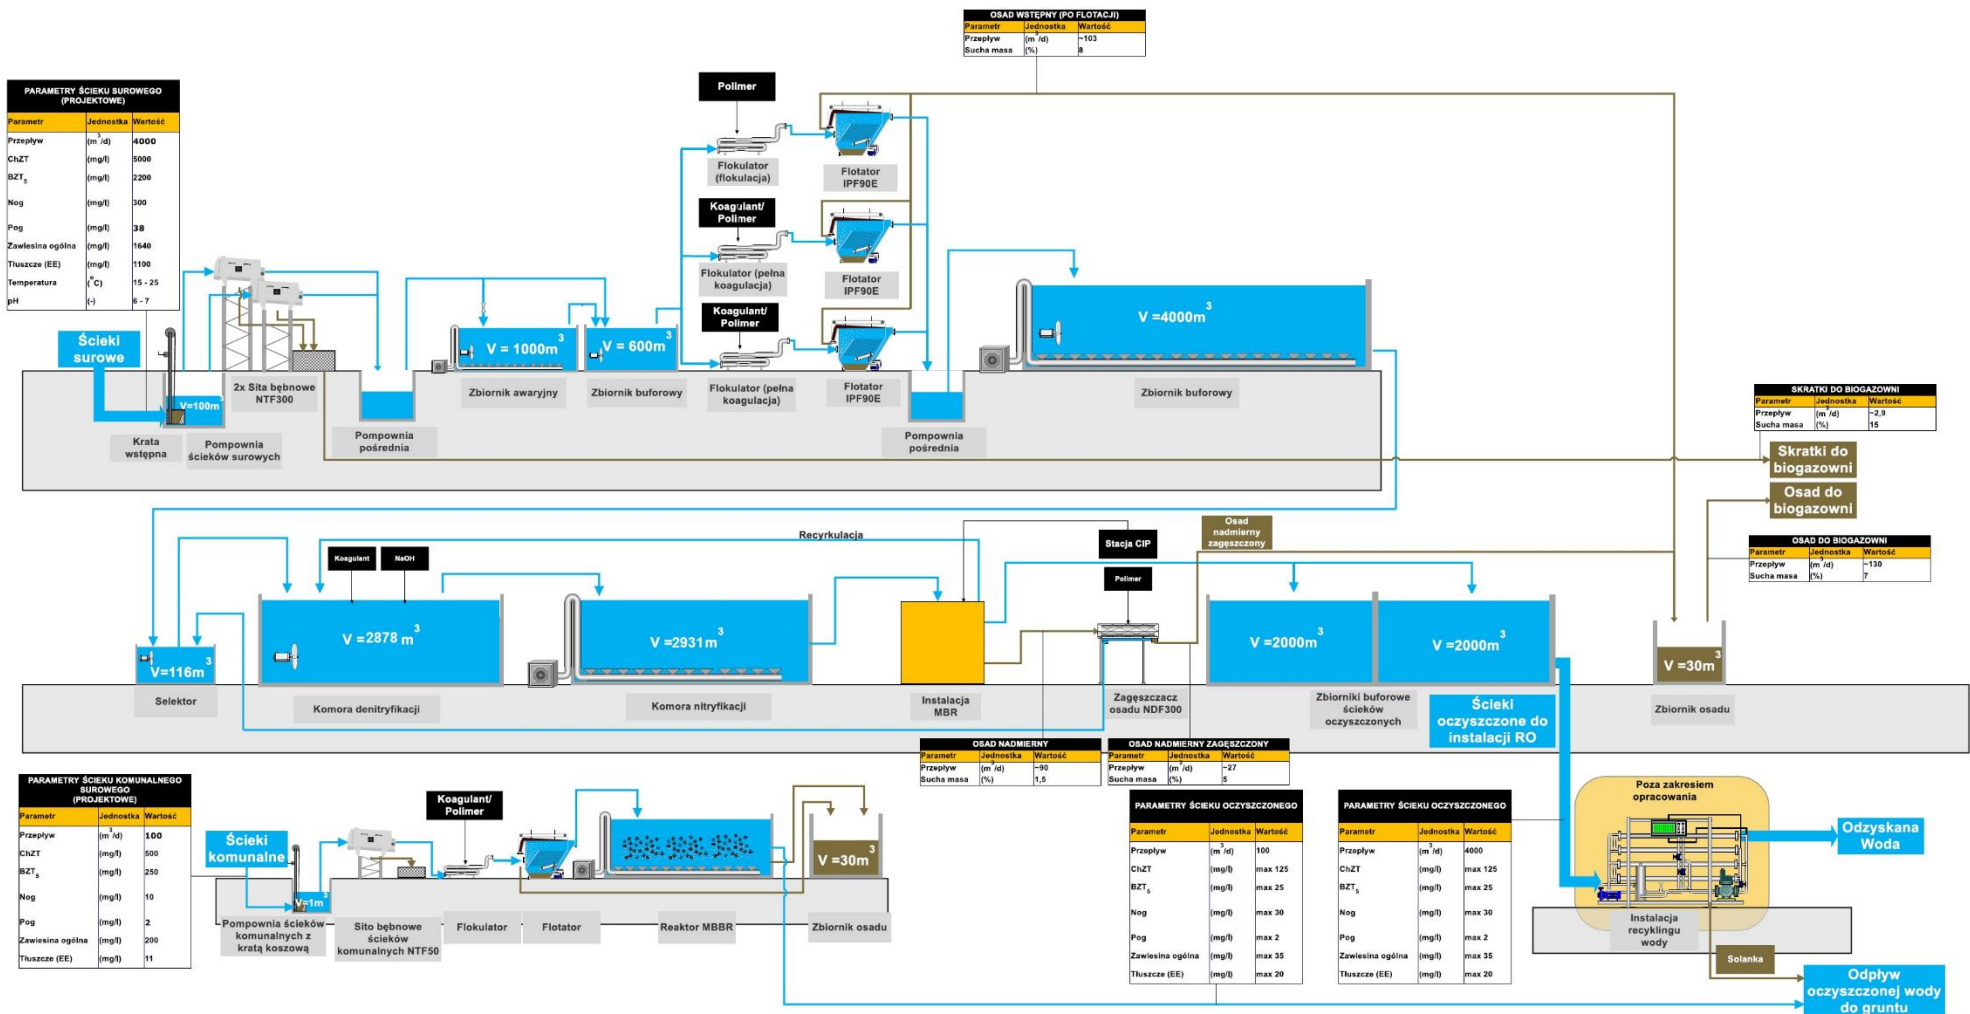 OSAD WSTĘPNY (PO FLOTACJI)
Parametr Jednostka Wartość
Przepływ (m³/d) ~103
Sucha masa (%) 8
PARAMETRY ŚCIEKU SUROWEGO
(PROJEKTOWE)
Parametr Jednostka Wartość
Przepływ (m³/d) 4000
ChZT (mg/l) 5000
BZT₅ (mg/l) 2200
Nog (mg/l) 300
Pog (mg/l) 38
Zawiesina ogólna (mg/l) 1640
Tłuszcze (EE) (mg/l) 1100
Temperatura (°C) 15 - 25
pH (-) 6 - 7
Polimer
Flokulator
(flokulacja)
Flotator
IPF90E
Koagulant/
Polimer
Flokulator (pełna
koagulacja)
Flotator
IPF90E
Koagulant/
Polimer
Flokulator (pełna
koagulacja)
Flotator
IPF90E
Ścieki
surowe
V=100m³
Krata
wstępna
Pompownia
ścieków surowych
2x Sita bębnowe
NTF300
Pompownia
pośrednia
V = 1000m³
Zbiornik awaryjny
V = 600m³
Zbiornik buforowy
Pompownia
pośrednia
V =4000m³
Zbiornik buforowy
SKRATKI DO BIOGAZOWNI
Parametr Jednostka Wartość
Przepływ (m³/d) ~2,9
Sucha masa (%) 15
Skratki do
biogazowni
Osad do
biogazowni
OSAD DO BIOGAZOWNI
Parametr Jednostka Wartość
Przepływ (m³/d) ~130
Sucha masa (%) 7
Recyrkulacja
Koagulant
NaOH
Stacja CIP
Polimer
Osad
nadmierny
zagęszczony
V=116m³
Selektor
V =2878 m³
Komora denitryfikacji
V =2931m³
Komora nitryfikacji
Instalacja
MBR
Zagęszczacz
osadu NDF300
V =2000m³
V =2000m³
Zbiorniki buforowe
ścieków
oczyszczonych
Ścieki
oczyszczone do
instalacji RO
V =30m³
Zbiornik osadu
OSAD NADMIERNY
Parametr Jednostka Wartość
Przepływ (m³/d) ~90
Sucha masa (%) 1,5
OSAD NADMIERNY ZAGĘSZCZONY
Parametr Jednostka Wartość
Przepływ (m³/d) ~27
Sucha masa (%) 5
PARAMETRY ŚCIEKU KOMUNALNEGO
SUROWEGO
(PROJEKTOWE)
Parametr Jednostka Wartość
Przepływ (m³/d) 100
ChZT (mg/l) 500
BZT₅ (mg/l) 250
Nog (mg/l) 10
Pog (mg/l) 2
Zawiesina ogólna (mg/l) 200
Tłuszcze (EE) (mg/l) 11
Ścieki
komunalne
V=1m³
Pompownia ścieków
komunalnych z
kratą koszową
Sito bębnowe
ścieków
komunalnych NTF50
Koagulant/
Polimer
Flokulator
Flotator
Reaktor MBBR
V =30m³
Zbiornik osadu
PARAMETRY ŚCIEKU OCZYSZCZONEGO
Parametr Jednostka Wartość
Przepływ (m³/d) 100
ChZT (mg/l) max 125
BZT₅ (mg/l) max 25
Nog (mg/l) max 30
Pog (mg/l) max 2
Zawiesina ogólna (mg/l) max 35
Tłuszcze (EE) (mg/l) max 20
PARAMETRY ŚCIEKU OCZYSZCZONEGO
Parametr Jednostka Wartość
Przepływ (m³/d) 4000
ChZT (mg/l) max 125
BZT₅ (mg/l) max 25
Nog (mg/l) max 30
Pog (mg/l) max 2
Zawiesina ogólna (mg/l) max 35
Tłuszcze (EE) (mg/l) max 20
Poza zakresiem
opracowania
Instalacja
recyklingu
wody
Odzyskana
Woda
Solanka
Odpływ
oczyszczonej wody
do gruntu